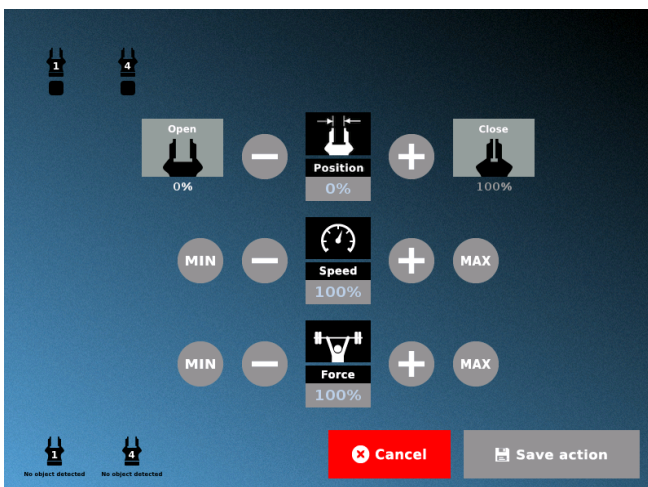 1 4
Open
Close
Position
0% 0% 100%
MIN MAX
Speed
100%
MIN MAX
Force
100%
1 4
No object detected No object detected
Cancel Save action